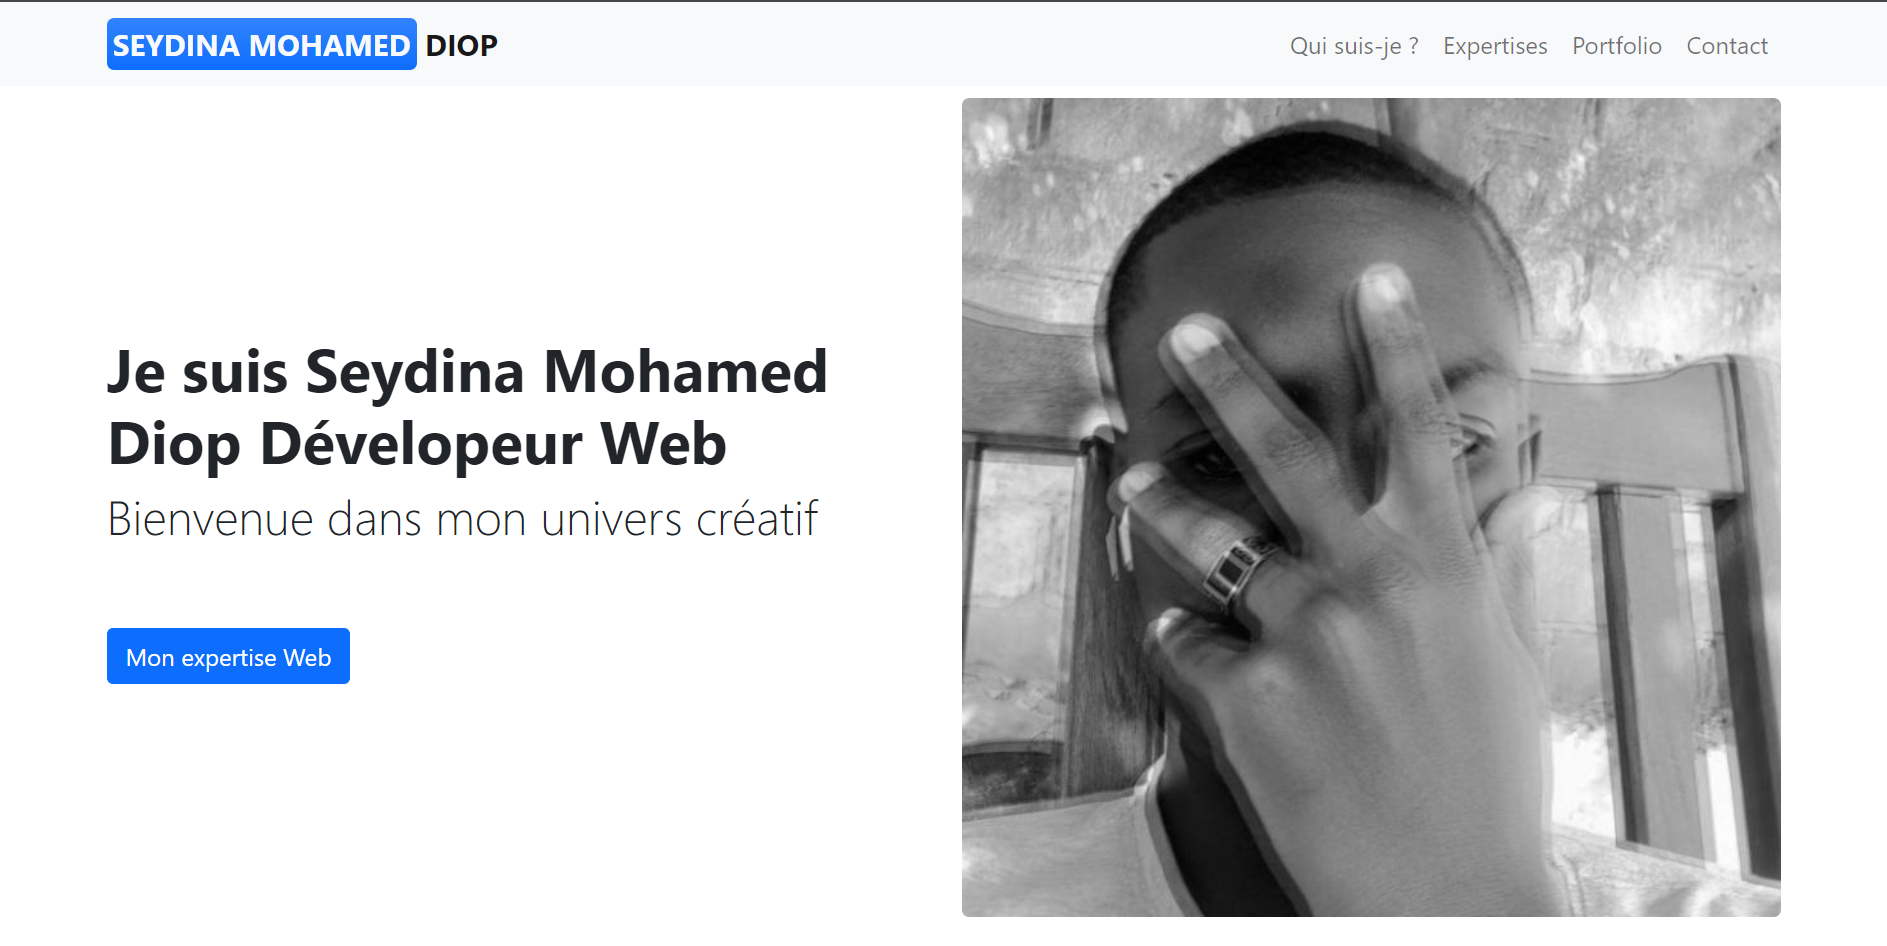 SEYDINA MOHAMED DIOP
Qui suis-je ? Expertises Portfolio Contact
Je suis Seydina Mohamed
Diop Dévelopeur Web
Bienvenue dans mon univers créatif
Mon expertise Web